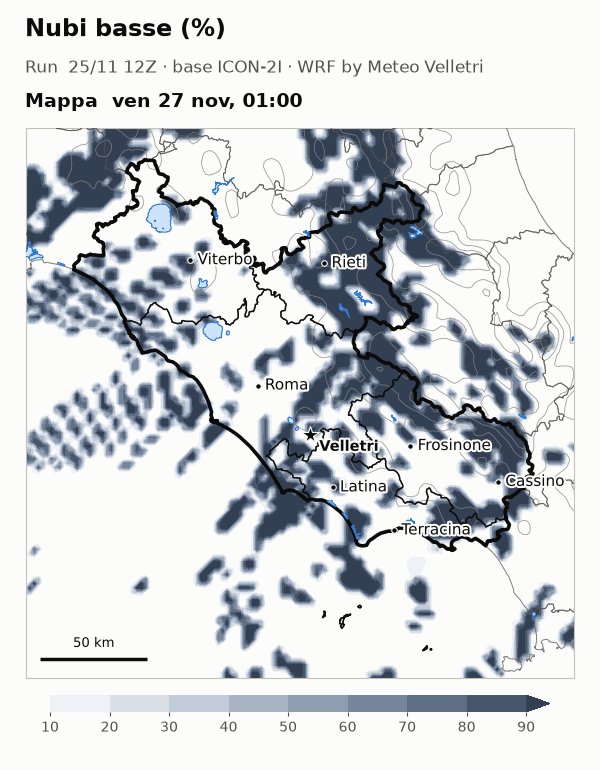 Nubi basse (%)
Run  25/11 12Z · base ICON-2I · WRF by Meteo Velletri
Mappa  ven 27 nov, 01:00
Viterbo
Rieti
Roma
Velletri
Frosinone
Latina
Cassino
Terracina
50 km
10 20 30 40 50 60 70 80 90